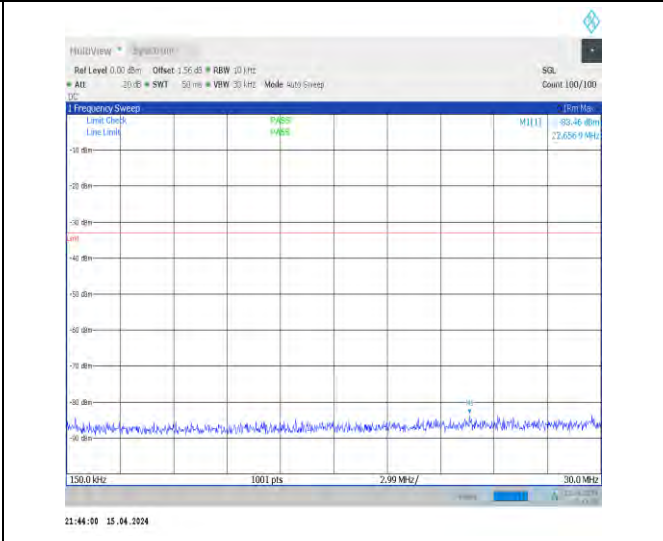 MultiView Spectrum
Ref Level 0.00 dBm Offset 1.56 dB RBW 10 kHz SGL
Att 20 dB SWT 50 ms VBW 30 kHz Mode Auto Sweep Count 100/100
DC
1 Frequency Sweep 1Rm Max
Limit Check PASS M1[1] -83.46 dBm
Line Limit PASS 22.656 9 MHz
-10 dBm
-20 dBm
-30 dBm
Limit
-40 dBm
-50 dBm
-60 dBm
-70 dBm
-80 dBm
M1
-90 dBm
150.0 kHz 1001 pts 2.99 MHz/ 30.0 MHz
21:44:00 15.04.2024